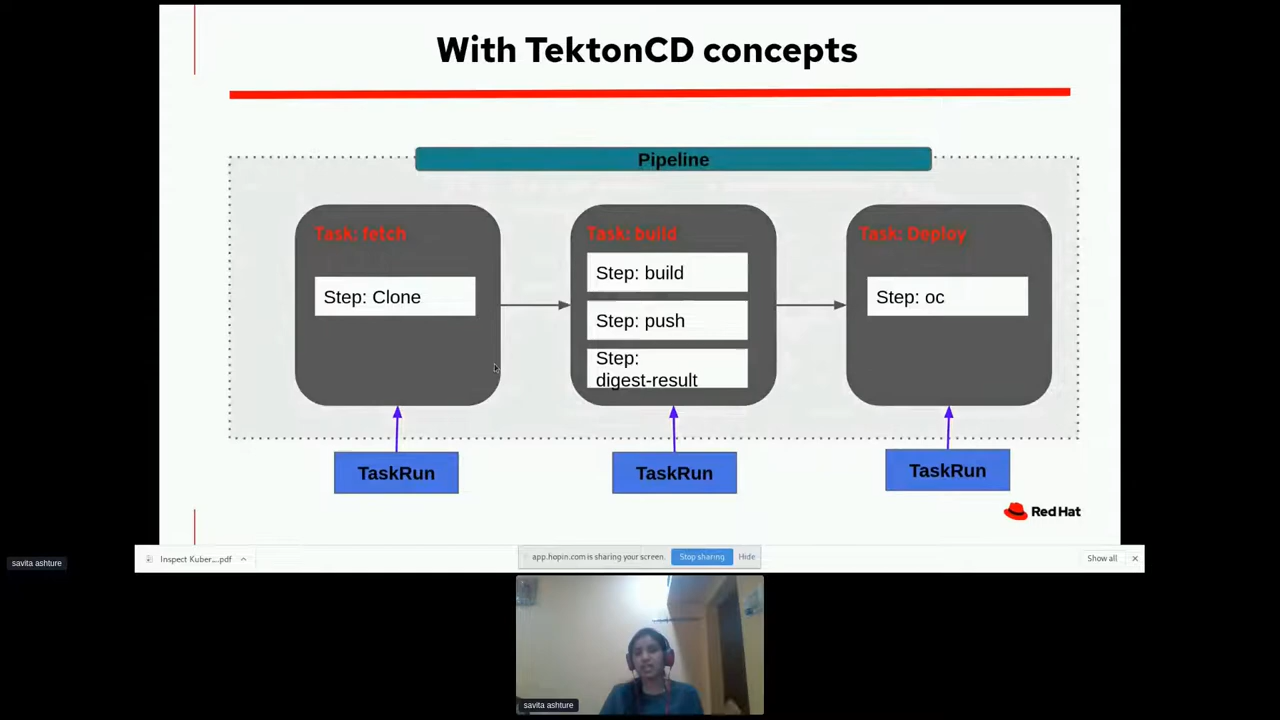 With TektonCD concepts
Pipeline
Task: fetch
Step: Clone
Task: build
Step: build
Step: push
Step:
digest-result
Task: Deploy
Step: oc
TaskRun
TaskRun
TaskRun
Red Hat
savita ashture
Inspect Kuber....pdf
app.hopin.com is sharing your screen.
Stop sharing
Hide
Show all
savita ashture